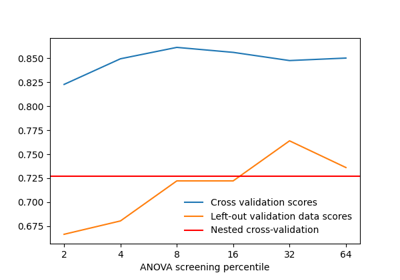 0.850
0.825
0.800
0.775
0.750
0.725
0.700
0.675
Cross validation scores
Left-out validation data scores
Nested cross-validation
2 4 8 16 32 64
ANOVA screening percentile